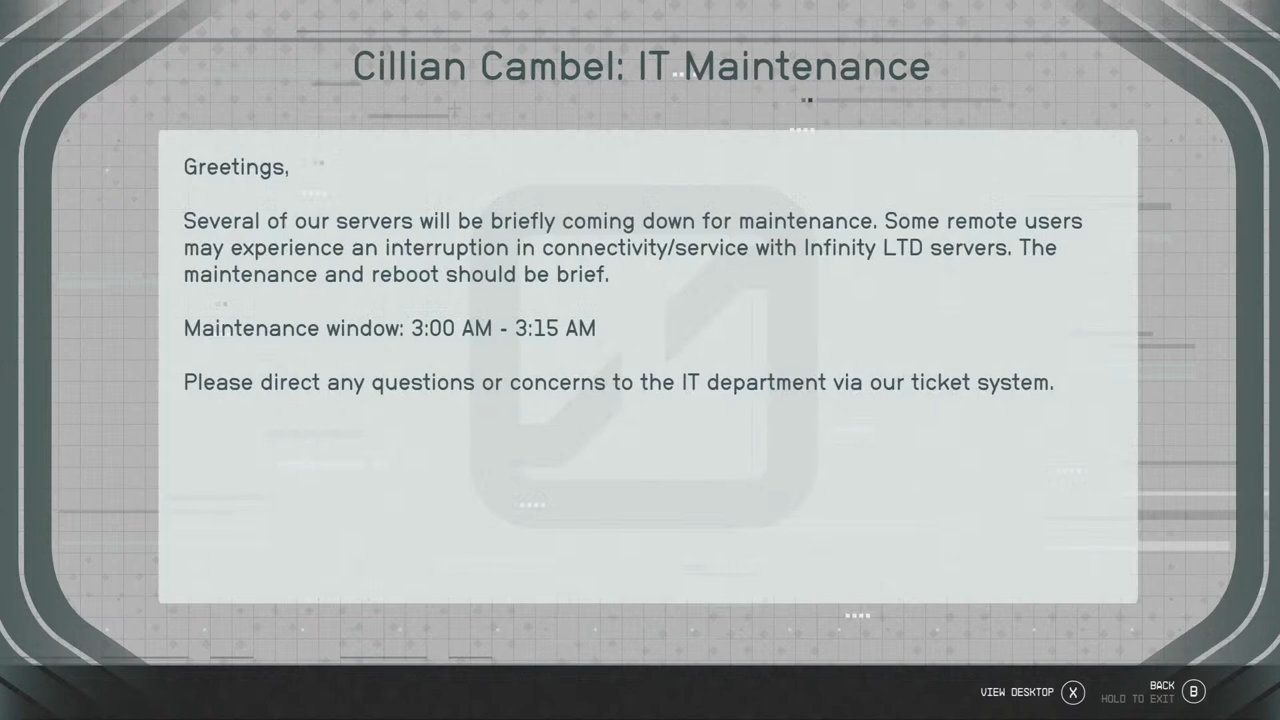 Cillian Cambel: IT Maintenance
Greetings,
Several of our servers will be briefly coming down for maintenance. Some remote users
may experience an interruption in connectivity/service with Infinity LTD servers. The
maintenance and reboot should be brief.
Maintenance window: 3:00 AM - 3:15 AM
Please direct any questions or concerns to the IT department via our ticket system.
VIEW DESKTOP X
BACK B
HOLD TO EXIT